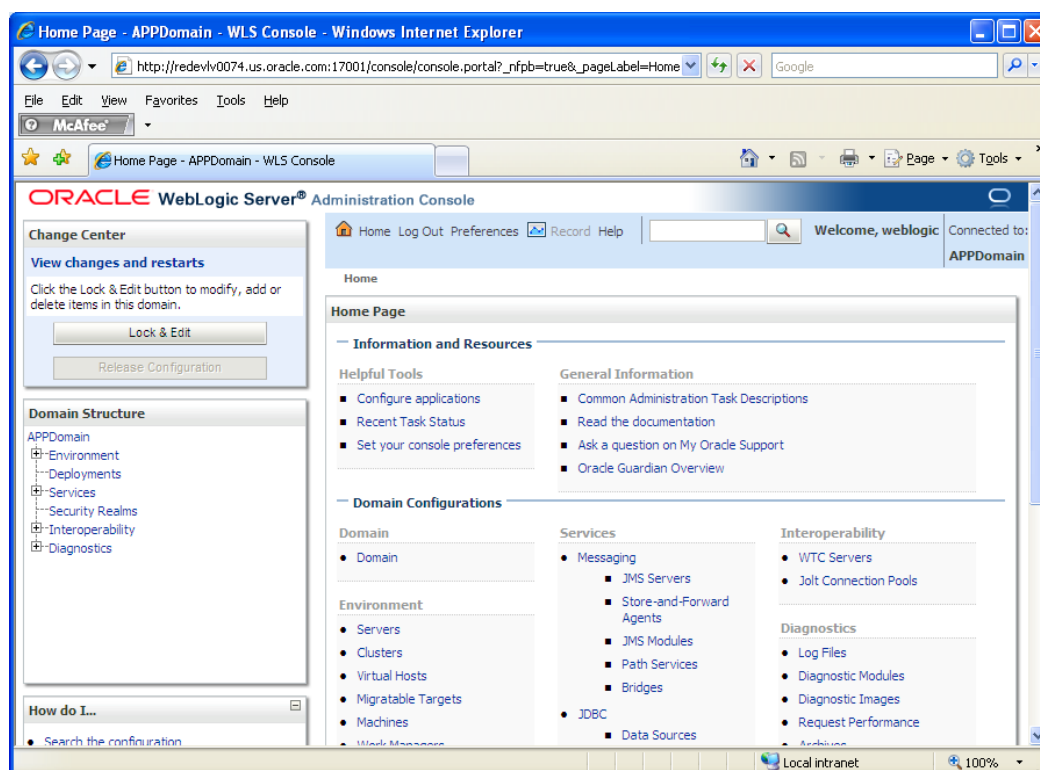 Home Page - APPDomain - WLS Console - Windows Internet Explorer
http://redevlv0074.us.oracle.com:17001/console/console.portal?_nfpb=true&_pageLabel=Home
Google
File Edit View Favorites Tools Help
McAfee
Home Page - APPDomain - WLS Console
Page
Tools
ORACLE WebLogic Server® Administration Console
Change Center
View changes and restarts
Click the Lock & Edit button to modify, add or
delete items in this domain.
Lock & Edit
Release Configuration
Domain Structure
APPDomain
Environment
Deployments
Services
Security Realms
Interoperability
Diagnostics
How do I...
Search the configuration
Home Log Out Preferences Record Help
Welcome, weblogic
Connected to:
APPDomain
Home
Home Page
Information and Resources
Helpful Tools
Configure applications
Recent Task Status
Set your console preferences
General Information
Common Administration Task Descriptions
Read the documentation
Ask a question on My Oracle Support
Oracle Guardian Overview
Domain Configurations
Domain
Domain
Environment
Servers
Clusters
Virtual Hosts
Migratable Targets
Machines
Work Managers
Services
Messaging
JMS Servers
Store-and-Forward
Agents
JMS Modules
Path Services
Bridges
JDBC
Data Sources
Interoperability
WTC Servers
Jolt Connection Pools
Diagnostics
Log Files
Diagnostic Modules
Diagnostic Images
Request Performance
Archives
Local intranet
100%